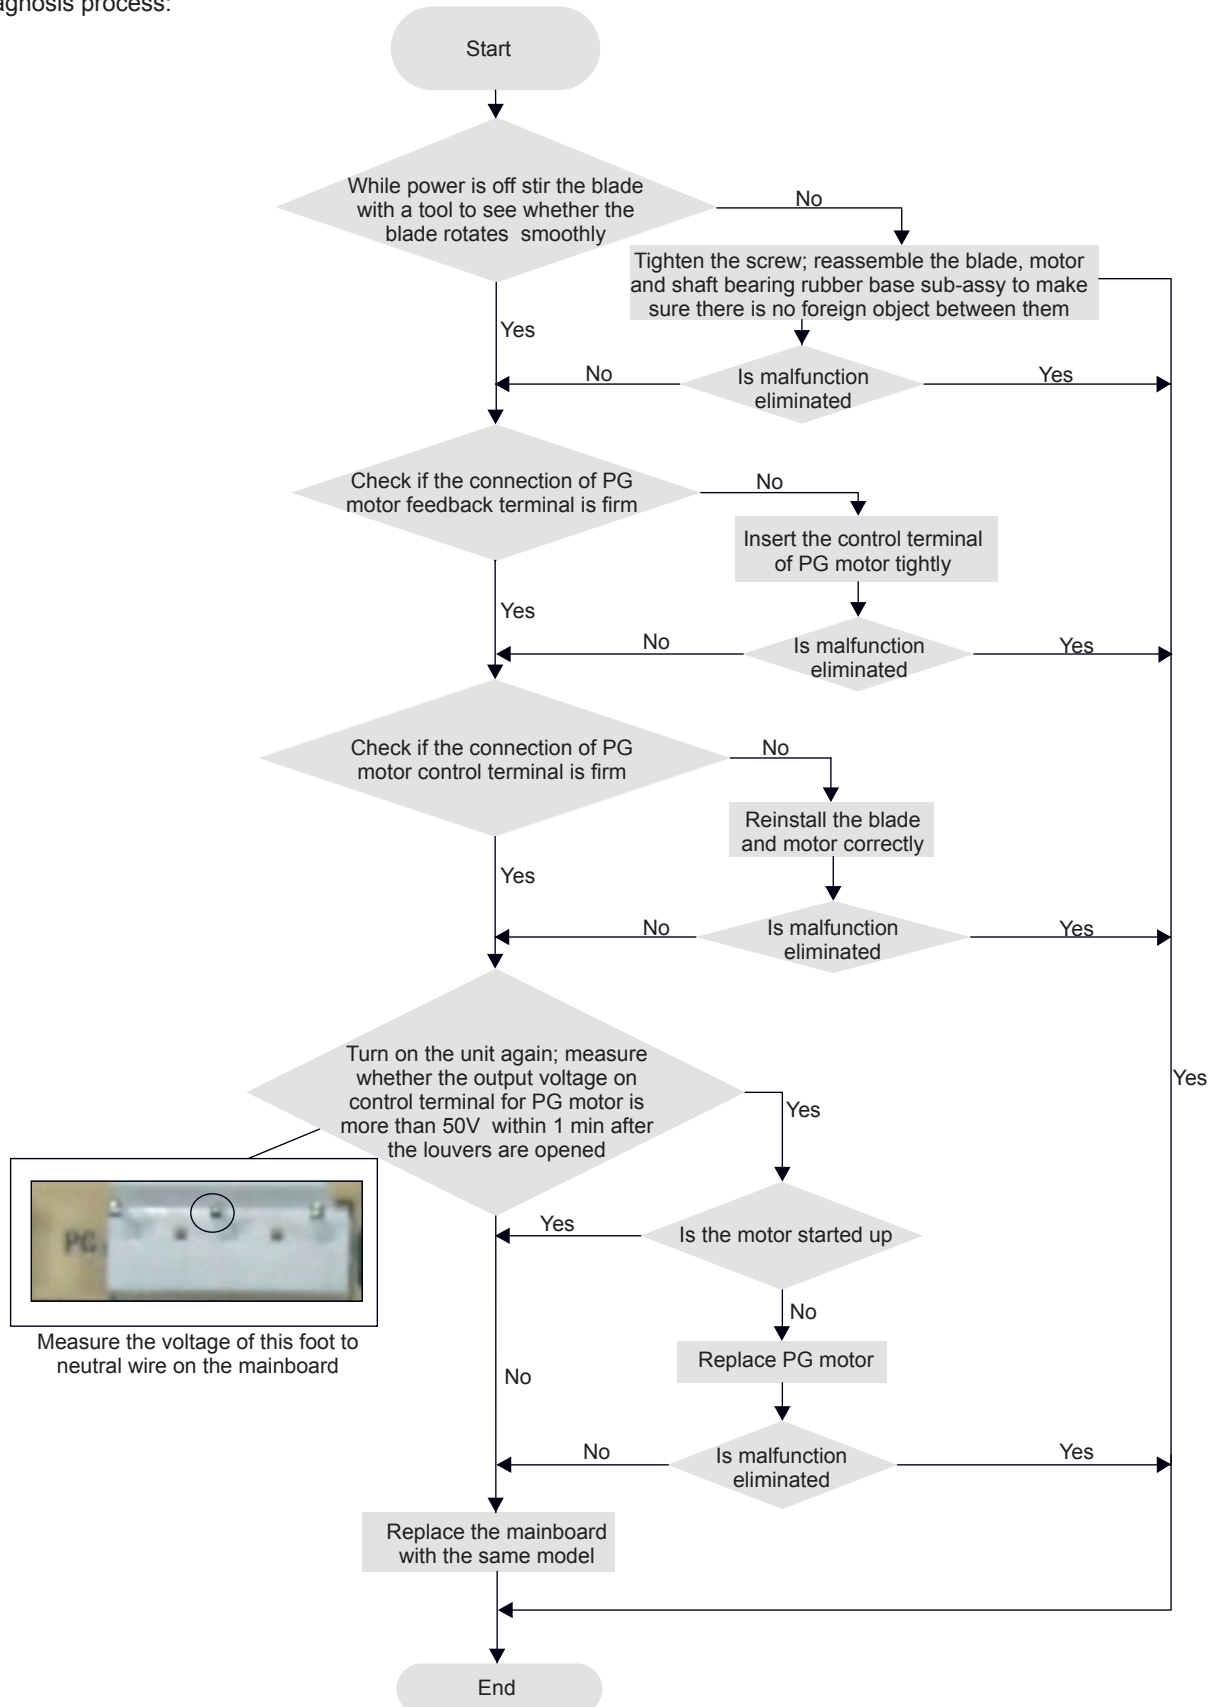 agnosis process:
Start
While power is off stir the blade
with a tool to see whether the
blade rotates smoothly
No
Tighten the screw; reassemble the blade, motor
and shaft bearing rubber base sub-assy to make
sure there is no foreign object between them
Yes
No
Is malfunction
eliminated
Yes
Check if the connection of PG
motor feedback terminal is firm
No
Insert the control terminal
of PG motor tightly
Yes
No
Is malfunction
eliminated
Yes
Check if the connection of PG
motor control terminal is firm
No
Reinstall the blade
and motor correctly
Yes
No
Is malfunction
eliminated
Yes
Turn on the unit again; measure
whether the output voltage on
control terminal for PG motor is
more than 50V within 1 min after
the louvers are opened
Yes
Yes
PG
Measure the voltage of this foot to
neutral wire on the mainboard
Yes
Is the motor started up
No
Replace PG motor
No
No
Is malfunction
eliminated
Yes
Replace the mainboard
with the same model
End